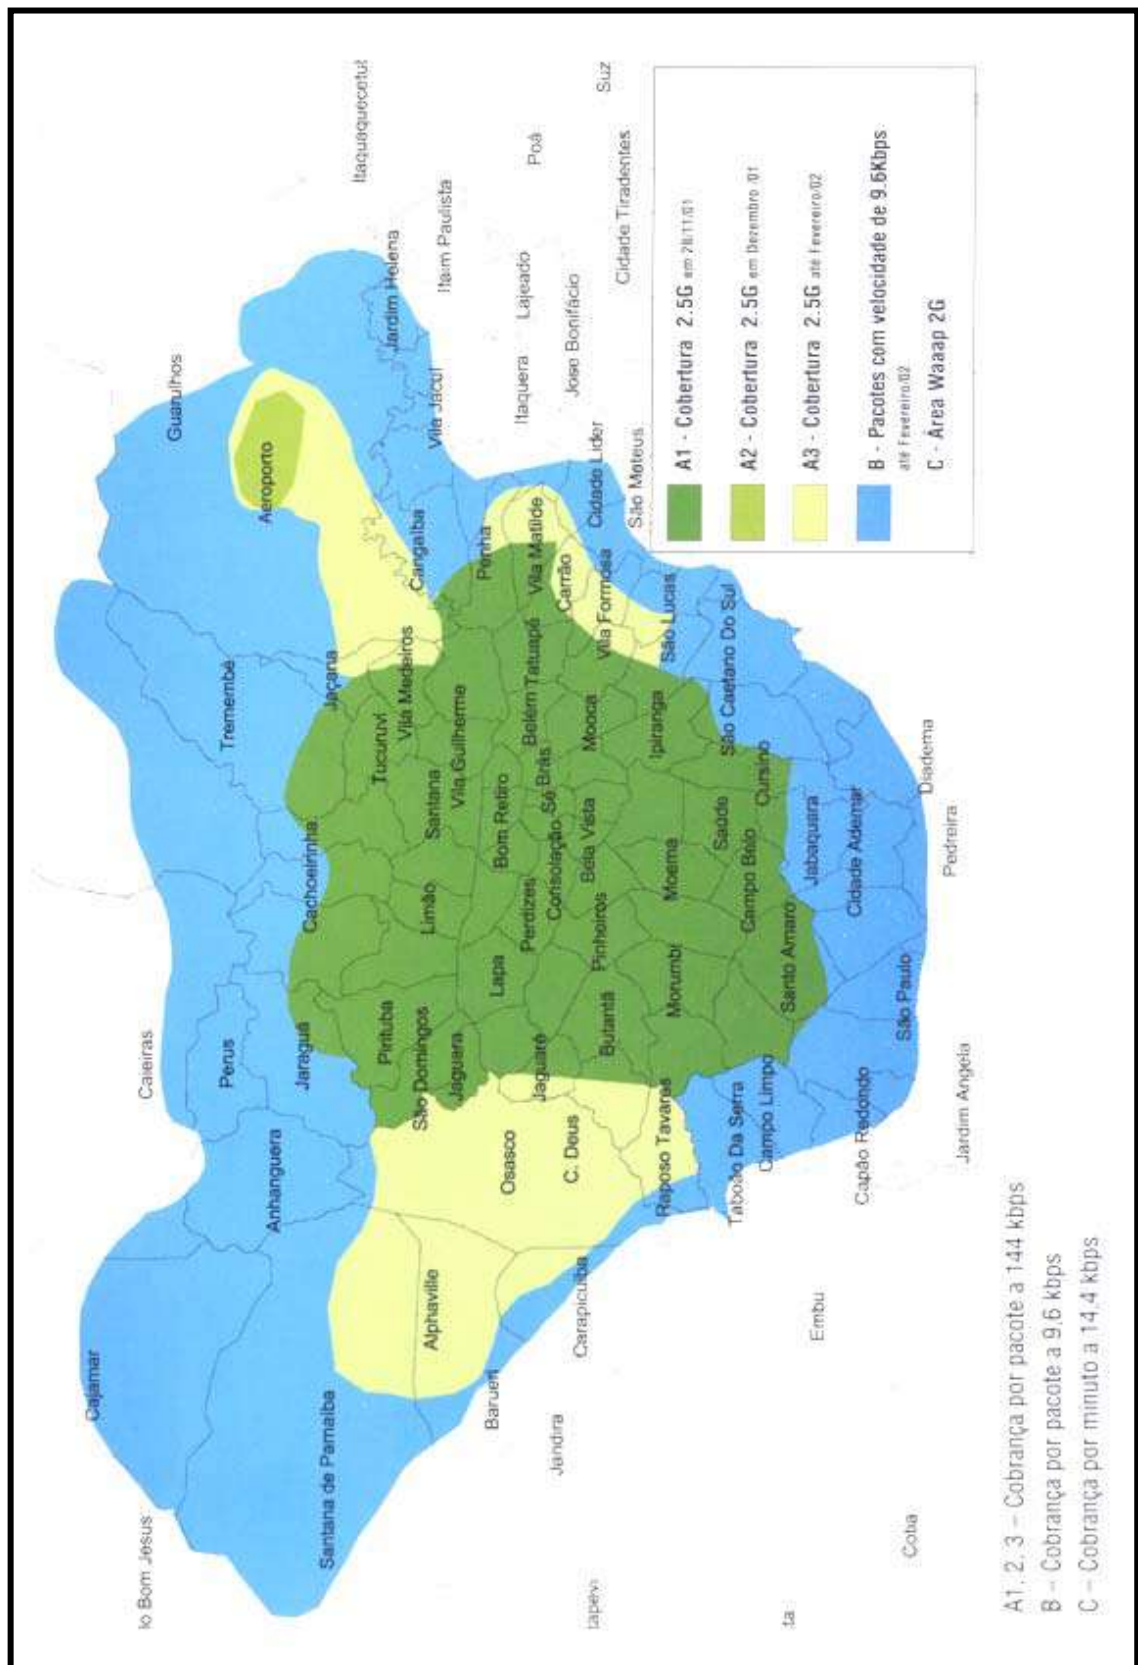 lo Bom Jesus
Cajamar
Caieiras
Guarulhos
Santana de Parnaíba
Anhanguera
Perus
Jaraguá
Tremembé
Cachoeirinha
Jaçanã
Aeroporto
Itaquaquecetub
Alphaville
Pirituba
São Domingos
Jaguara
Limão
Tucuruvi
Santana
Vila Medeiros
Vila Guilherme
Cangaíba
Jardim Helena
Vila Jacuí
Itaim Paulista
Barueri
Jandira
Osasco
C. Deus
Jaguaré
Lapa
Perdizes
Bom Retiro
Consolação
Sé
Brás
Belém
Tatuapé
Penha
Vila Matilde
Carrão
Itaquera
Lajeado
Poá
Jose Bonifácio
Suz
Cidade Tiradentes
Carapicuíba
Butantã
Pinheiros
Bela Vista
Mooca
Vila Formosa
Cidade Líder
São Meteus
Raposo Tavares
Morumbi
Moema
Ipiranga
São Lucas
Taboão Da Serra
Campo Limpo
Santo Amaro
Campo Belo
Saúde
Cursino
São Caetano Do Sul
Embu
Capão Redondo
São Paulo
Cidade Ademar
Jabaquara
Jardim Angela
Pedreira
Diadema
Cotia
tapevi
ta
A1 - Cobertura 2.5G em 28/11/01
A2 - Cobertura 2.5G em Dezembro /01
A3 - Cobertura 2.5G até Fevereiro/02
B - Pacotes com velocidade de 9.6Kbps
até Fevereiro/02
C - Área Waaap 2G
A1, 2, 3 – Cobrança por pacote a 144 kbps
B – Cobrança por pacote a 9,6 kbps
C – Cobrança por minuto a 14,4 kbps